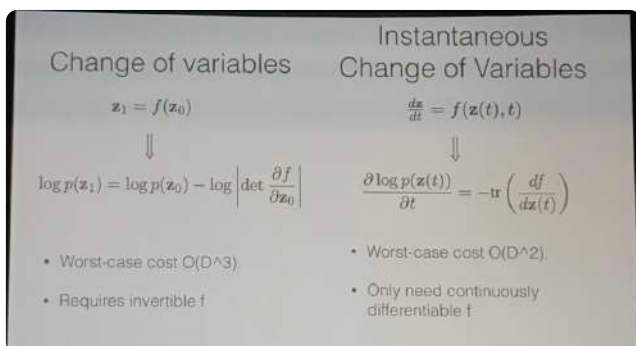 Change of variables
z₁ = f(z₀)
⇓
log p(z₁) = log p(z₀) − log |det ∂f/∂z₀|
• Worst-case cost O(D^3).
• Requires invertible f
Instantaneous
Change of Variables
dz/dt = f(z(t), t)
⇓
∂ log p(z(t))/∂t = −tr (df/dz(t))
• Worst-case cost O(D^2).
• Only need continuously
differentiable f